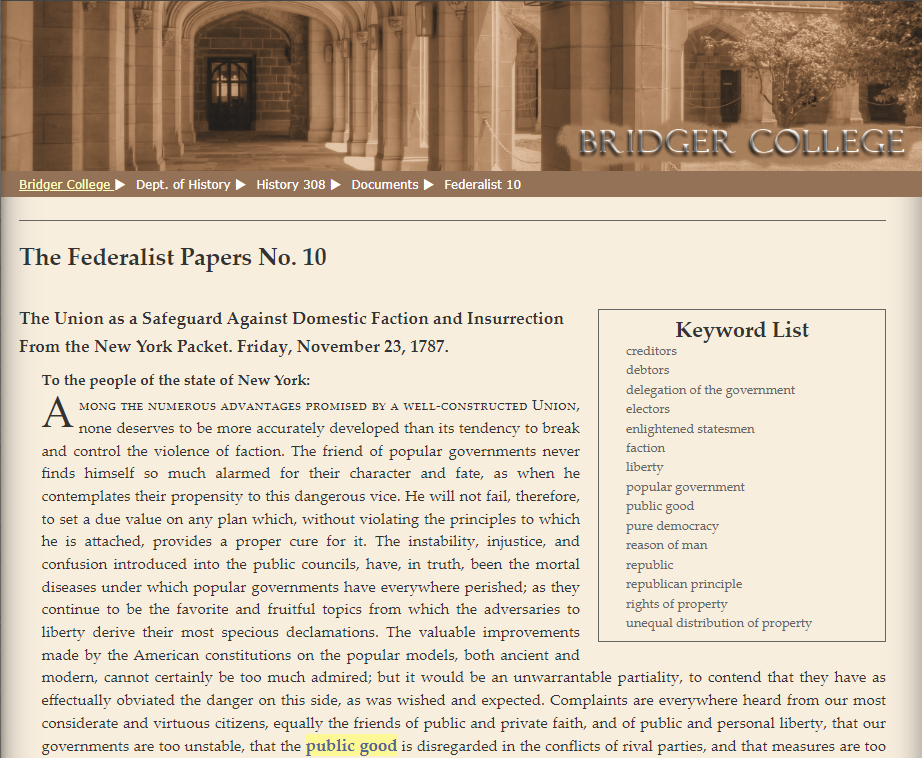 BRIDGER COLLEGE
Bridger College ▶ Dept. of History ▶ History 308 ▶ Documents ▶ Federalist 10
The Federalist Papers No. 10
The Union as a Safeguard Against Domestic Faction and Insurrection
From the New York Packet. Friday, November 23, 1787.
To the people of the state of New York:
AMONG THE NUMEROUS ADVANTAGES PROMISED BY A WELL-CONSTRUCTED UNION,
none deserves to be more accurately developed than its tendency to break
and control the violence of faction. The friend of popular governments never
finds himself so much alarmed for their character and fate, as when he
contemplates their propensity to this dangerous vice. He will not fail, therefore,
to set a due value on any plan which, without violating the principles to which
he is attached, provides a proper cure for it. The instability, injustice, and
confusion introduced into the public councils, have, in truth, been the mortal
diseases under which popular governments have everywhere perished; as they
continue to be the favorite and fruitful topics from which the adversaries to
liberty derive their most specious declamations. The valuable improvements
made by the American constitutions on the popular models, both ancient and
modern, cannot certainly be too much admired; but it would be an unwarrantable partiality, to contend that they have as
effectually obviated the danger on this side, as was wished and expected. Complaints are everywhere heard from our most
considerate and virtuous citizens, equally the friends of public and private faith, and of public and personal liberty, that our
governments are too unstable, that the public good is disregarded in the conflicts of rival parties, and that measures are too
Keyword List
creditors
debtors
delegation of the government
electors
enlightened statesmen
faction
liberty
popular government
public good
pure democracy
reason of man
republic
republican principle
rights of property
unequal distribution of property